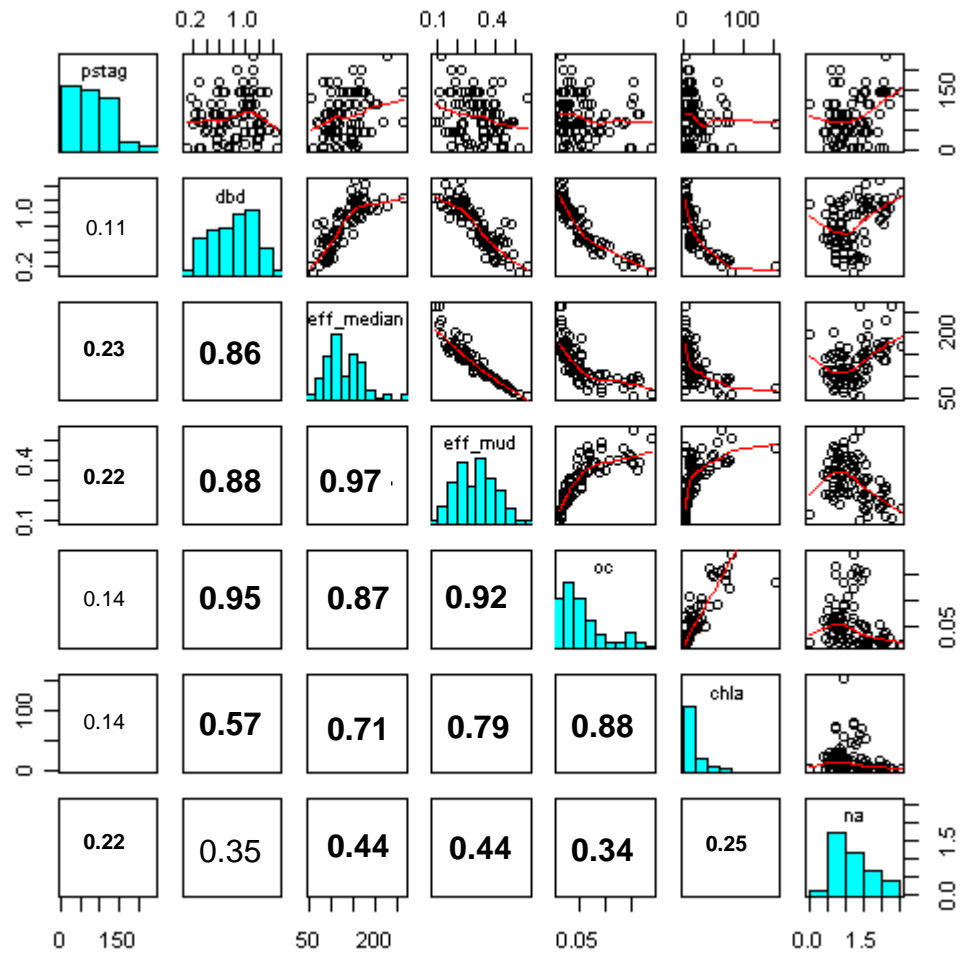 0.2 1.0 0.1 0.4 0 100
pstag 0 150
0.2 1.0 0.11 dbd
0.23 0.86 eff_median 50 200
0.1 0.4 0.22 0.88 0.97 eff_mud
0.14 0.95 0.87 0.92 oc 0.05
0 100 0.14 0.57 0.71 0.79 0.88 chla
0.22 0.35 0.44 0.44 0.34 0.25 na 0.0 1.5
0 150 50 200 0.05 0.0 1.5